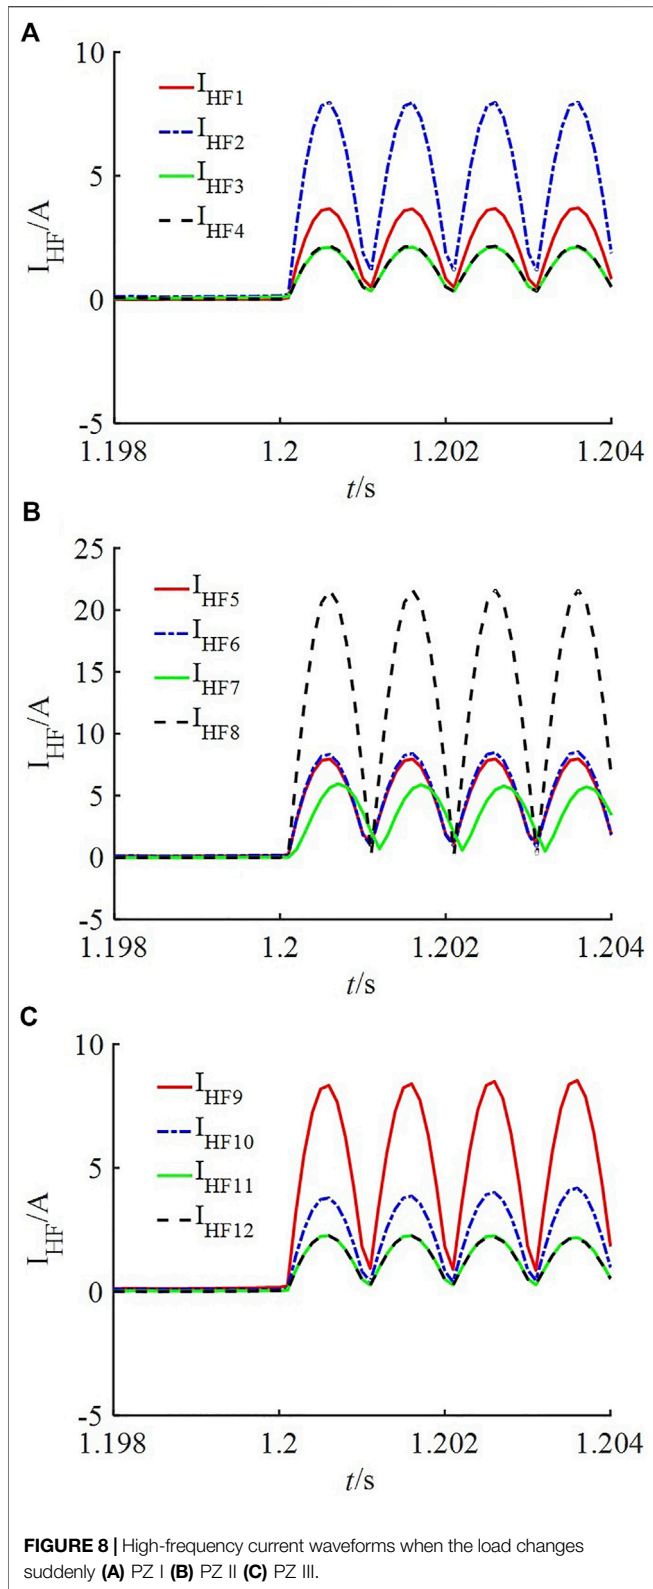 A
10
5
0
-5
I_HF/A
I_HF1
I_HF2
I_HF3
I_HF4
1.198
1.2
1.202
1.204
t/s
B
25
20
15
10
5
0
-5
I_HF/A
I_HF5
I_HF6
I_HF7
I_HF8
1.198
1.2
1.202
1.204
t/s
C
10
5
0
-5
I_HF/A
I_HF9
I_HF10
I_HF11
I_HF12
1.198
1.2
1.202
1.204
t/s
FIGURE 8 | High-frequency current waveforms when the load changes
suddenly (A) PZ I (B) PZ II (C) PZ III.